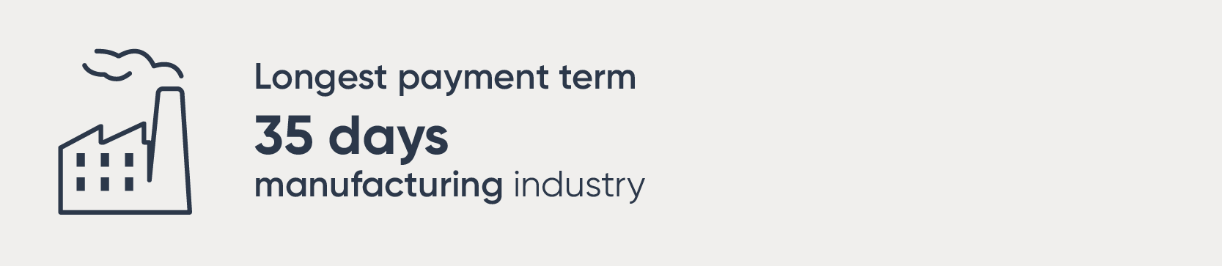 Longest payment term
35 days
manufacturing industry